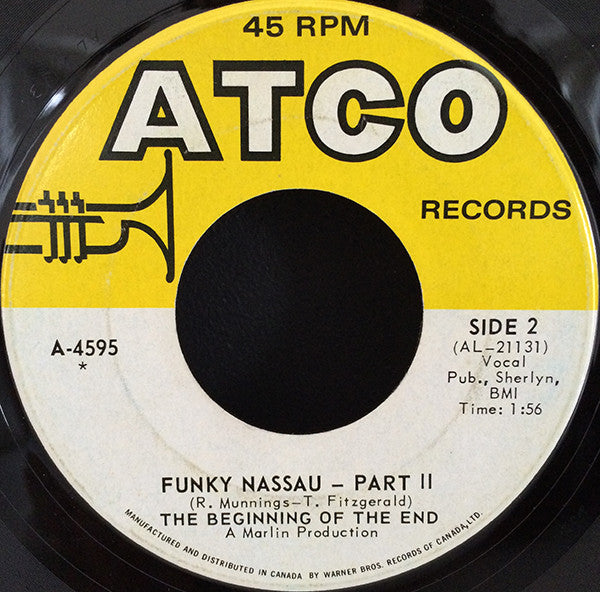 45 RPM
ATCO
RECORDS
A-4595
*
SIDE 2
(AL-21131)
Vocal
Pub., Sherlyn,
BMI
Time: 1:56
FUNKY NASSAU – PART II
(R. Munnings-T. Fitzgerald)
THE BEGINNING OF THE END
A Marlin Production
MANUFACTURED AND DISTRIBUTED IN CANADA BY WARNER BROS. RECORDS OF CANADA, LTD.